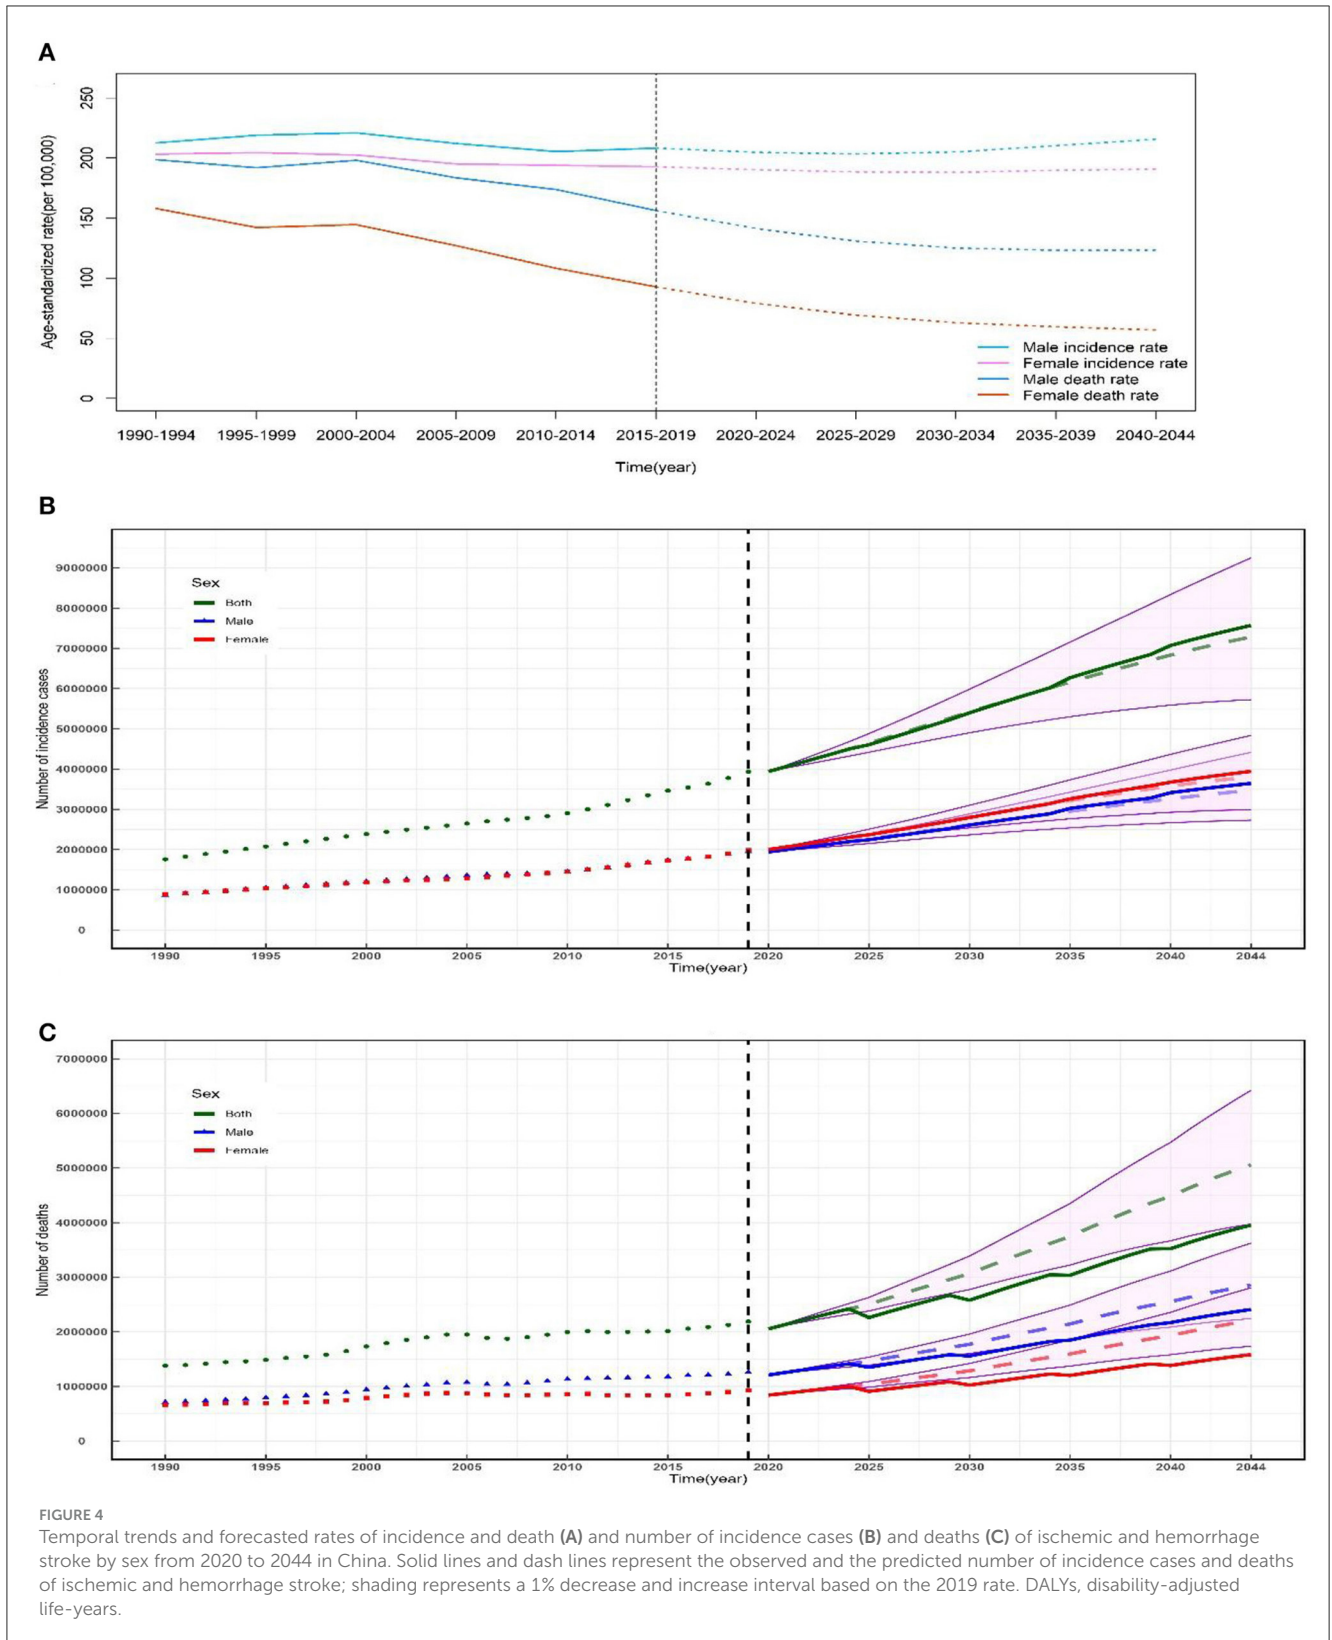 A
Age-standardized rate(per 100,000)
250
200
150
100
50
0
Male incidence rate
Female incidence rate
Male death rate
Female death rate
1990-1994 1995-1999 2000-2004 2005-2009 2010-2014 2015-2019 2020-2024 2025-2029 2030-2034 2035-2039 2040-2044
Time(year)
B
Number of incidence cases
9000000
8000000
7000000
6000000
5000000
4000000
3000000
2000000
1000000
0
Sex
Both
Male
Female
1990 1995 2000 2005 2010 2015 2020 2025 2030 2035 2040 2044
Time(year)
C
Number of deaths
7000000
6000000
5000000
4000000
3000000
2000000
1000000
0
Sex
Both
Male
Female
1990 1995 2000 2005 2010 2015 2020 2025 2030 2035 2040 2044
Time(year)
FIGURE 4
Temporal trends and forecasted rates of incidence and death (A) and number of incidence cases (B) and deaths (C) of ischemic and hemorrhage
stroke by sex from 2020 to 2044 in China. Solid lines and dash lines represent the observed and the predicted number of incidence cases and deaths
of ischemic and hemorrhage stroke; shading represents a 1% decrease and increase interval based on the 2019 rate. DALYs, disability-adjusted
life-years.